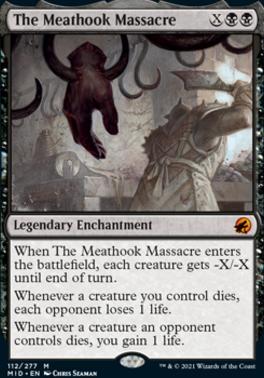 The Meathook Massacre X
Legendary Enchantment
When The Meathook Massacre enters
the battlefield, each creature gets -X/-X
until end of turn.
Whenever a creature you control dies,
each opponent loses 1 life.
Whenever a creature an opponent
controls dies, you gain 1 life.
112/277 M
MID • EN CHRIS SEAMAN
™ & © 2021 Wizards of the Coast